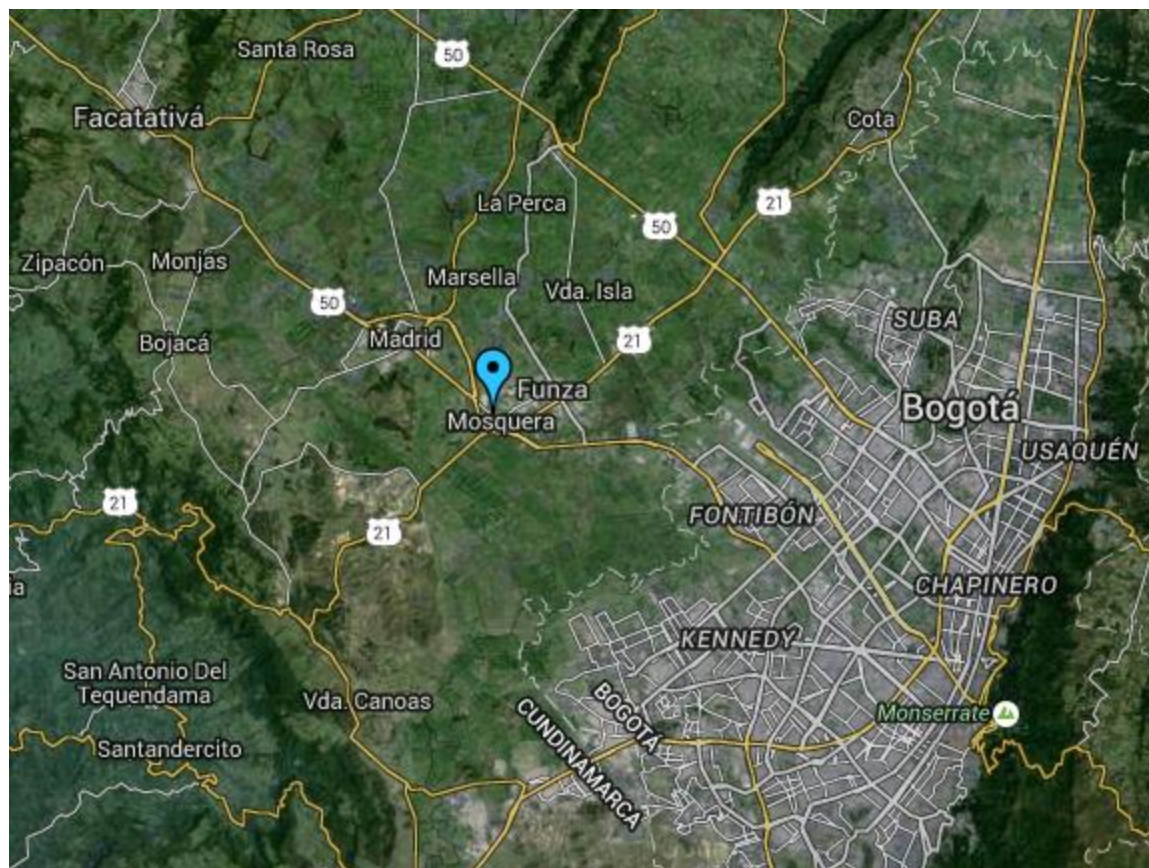 Santa Rosa
50
Facatativá
Cota
La Perca
21
50
Zipacón
Monjas
Marsella
Vda. Isla
50
SUBA
Bojacá
Madrid
21
Funza
Bogotá
Mosquera
USAQUÉN
21
21
FONTIBÓN
ia
CHAPINERO
KENNEDY
San Antonio Del
Tequendama
Vda. Canoas
BOGOTÁ
CUNDINAMARCA
Monserrate
Santandercito